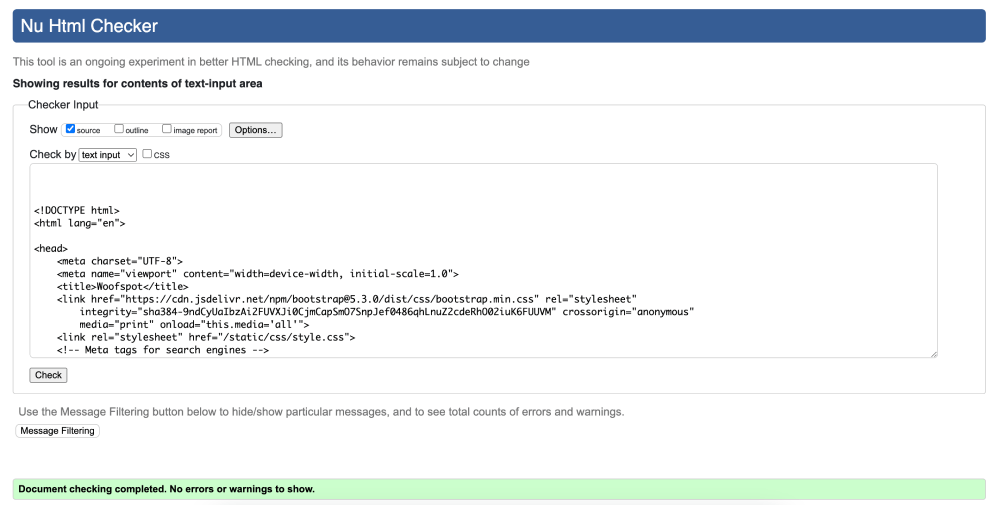 Nu Html Checker
This tool is an ongoing experiment in better HTML checking, and its behavior remains subject to change
Showing results for contents of text-input area
Checker Input
Show source outline image report Options...
Check by text input css
<!DOCTYPE html>
<html lang="en">
<head>
<meta charset="UTF-8">
<meta name="viewport" content="width=device-width, initial-scale=1.0">
<title>Woofspot</title>
<link href="https://cdn.jsdelivr.net/npm/bootstrap@5.3.0/dist/css/bootstrap.min.css" rel="stylesheet"
integrity="sha384-9ndCyUaIbzAi2FUVXJi0CjmCapSmO7SnpJef0486qhLnuZ2cdeRhO02iuK6FUUVM" crossorigin="anonymous"
media="print" onload="this.media='all'">
<link rel="stylesheet" href="/static/css/style.css">
<!-- Meta tags for search engines -->
Check
Use the Message Filtering button below to hide/show particular messages, and to see total counts of errors and warnings.
Message Filtering
Document checking completed. No errors or warnings to show.